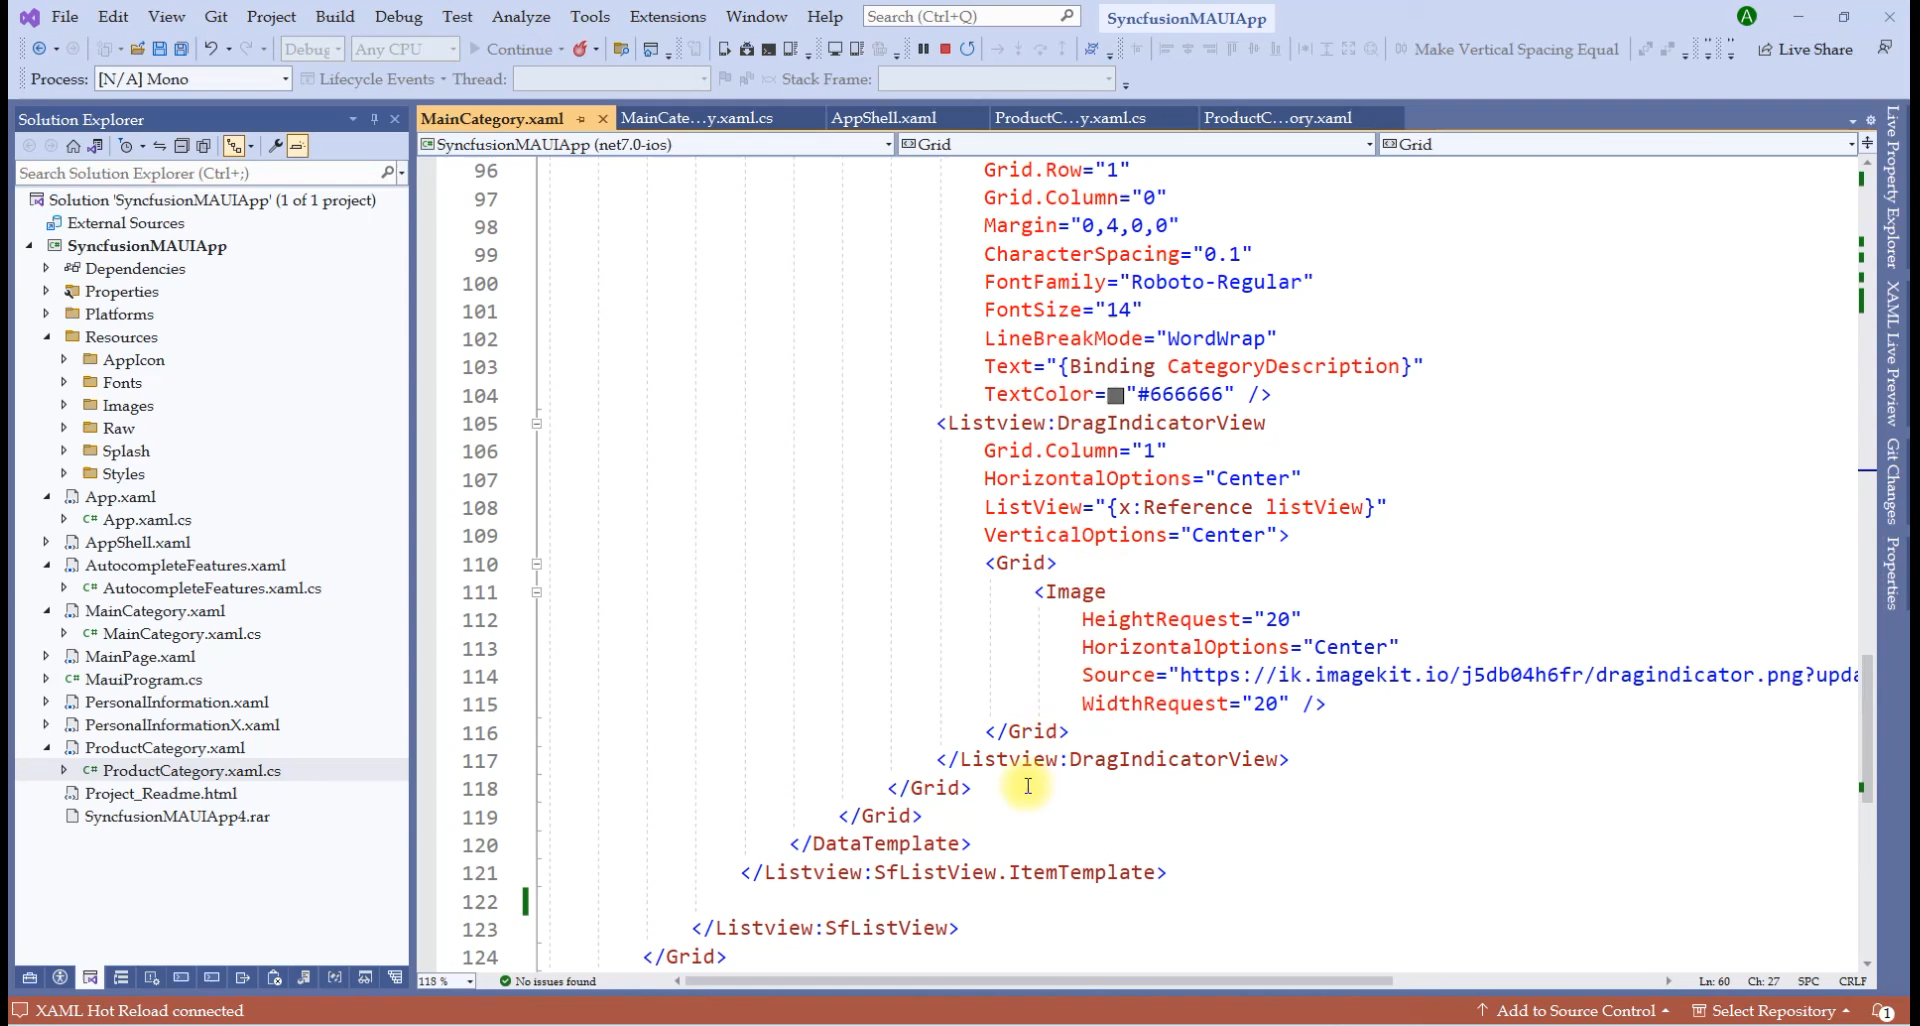 File Edit View Git Project Build Debug Test Analyze Tools Extensions Window Help Search (Ctrl+Q) SyncfusionMAUIApp A
Debug Any CPU Continue Make Vertical Spacing Equal Live Share
Process: [N/A] Mono Lifecycle Events Thread: Stack Frame:
Solution Explorer
Search Solution Explorer (Ctrl+;)
Solution 'SyncfusionMAUIApp' (1 of 1 project)
External Sources
SyncfusionMAUIApp
Dependencies
Properties
Platforms
Resources
AppIcon
Fonts
Images
Raw
Splash
Styles
App.xaml
C# App.xaml.cs
AppShell.xaml
AutocompleteFeatures.xaml
C# AutocompleteFeatures.xaml.cs
MainCategory.xaml
C# MainCategory.xaml.cs
MainPage.xaml
C# MauiProgram.cs
PersonalInformation.xaml
PersonalInformationX.xaml
ProductCategory.xaml
C# ProductCategory.xaml.cs
Project_Readme.html
SyncfusionMAUIApp4.rar
MainCategory.xaml MainCate...y.xaml.cs AppShell.xaml ProductC...y.xaml.cs ProductC...ory.xaml
SyncfusionMAUIApp (net7.0-ios) Grid Grid
96 Grid.Row="1"
97 Grid.Column="0"
98 Margin="0,4,0,0"
99 CharacterSpacing="0.1"
100 FontFamily="Roboto-Regular"
101 FontSize="14"
102 LineBreakMode="WordWrap"
103 Text="{Binding CategoryDescription}"
104 TextColor="#666666" />
105 <Listview:DragIndicatorView
106 Grid.Column="1"
107 HorizontalOptions="Center"
108 ListView="{x:Reference listView}"
109 VerticalOptions="Center">
110 <Grid>
111 <Image
112 HeightRequest="20"
113 HorizontalOptions="Center"
114 Source="https://ik.imagekit.io/j5db04h6fr/dragindicator.png?upda
115 WidthRequest="20" />
116 </Grid>
117 </Listview:DragIndicatorView>
118 </Grid>
119 </Grid>
120 </DataTemplate>
121 </Listview:SfListView.ItemTemplate>
122
123 </Listview:SfListView>
124 </Grid>
118 % No issues found Ln: 60 Ch: 27 SPC CRLF
Live Property Explorer
XAML Live Preview
Git Changes
Properties
XAML Hot Reload connected Add to Source Control Select Repository 1